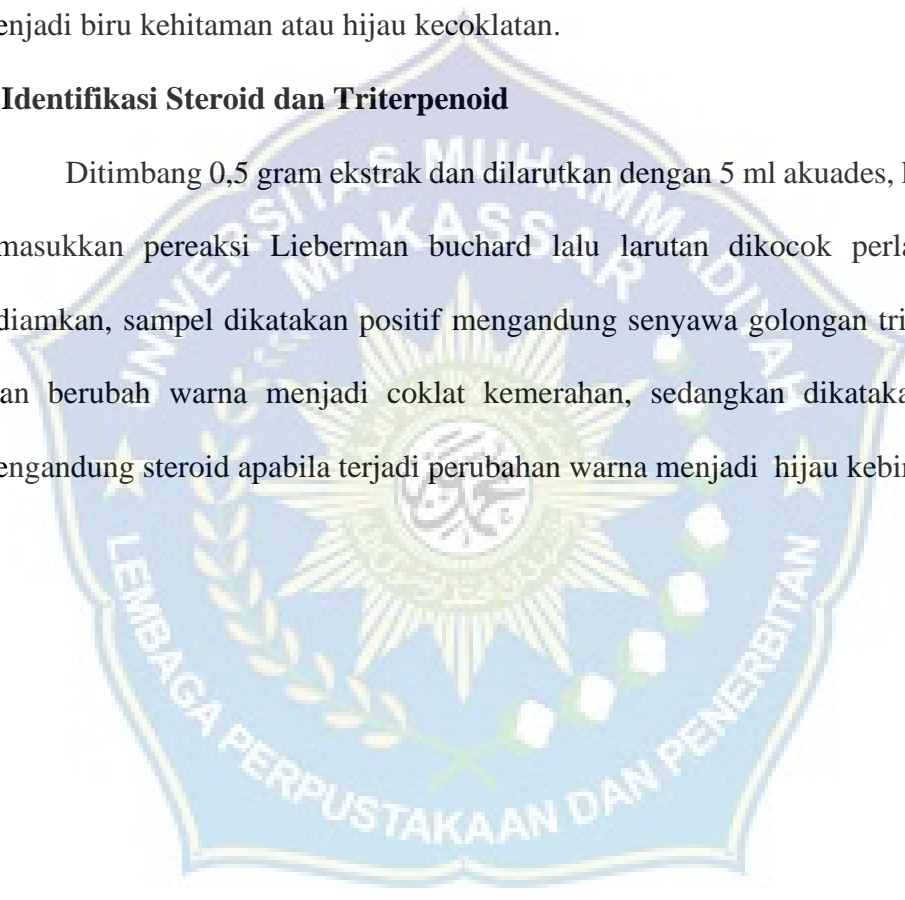 enjadi biru kehitaman atau hijau kecoklatan.
Identifikasi Steroid dan Triterpenoid
Ditimbang 0,5 gram ekstrak dan dilarutkan dengan 5 ml akuades,
masukkan pereaksi Lieberman buchard lalu larutan dikocok perla
diamkan, sampel dikatakan positif mengandung senyawa golongan tri
an berubah warna menjadi coklat kemerahan, sedangkan dikataka
engandung steroid apabila terjadi perubahan warna menjadi hijau kebir
UNIVERSITAS MUHAMMADIYAH
MAKASSAR
LEMBAGA PERPUSTAKAAN DAN PENERBITAN